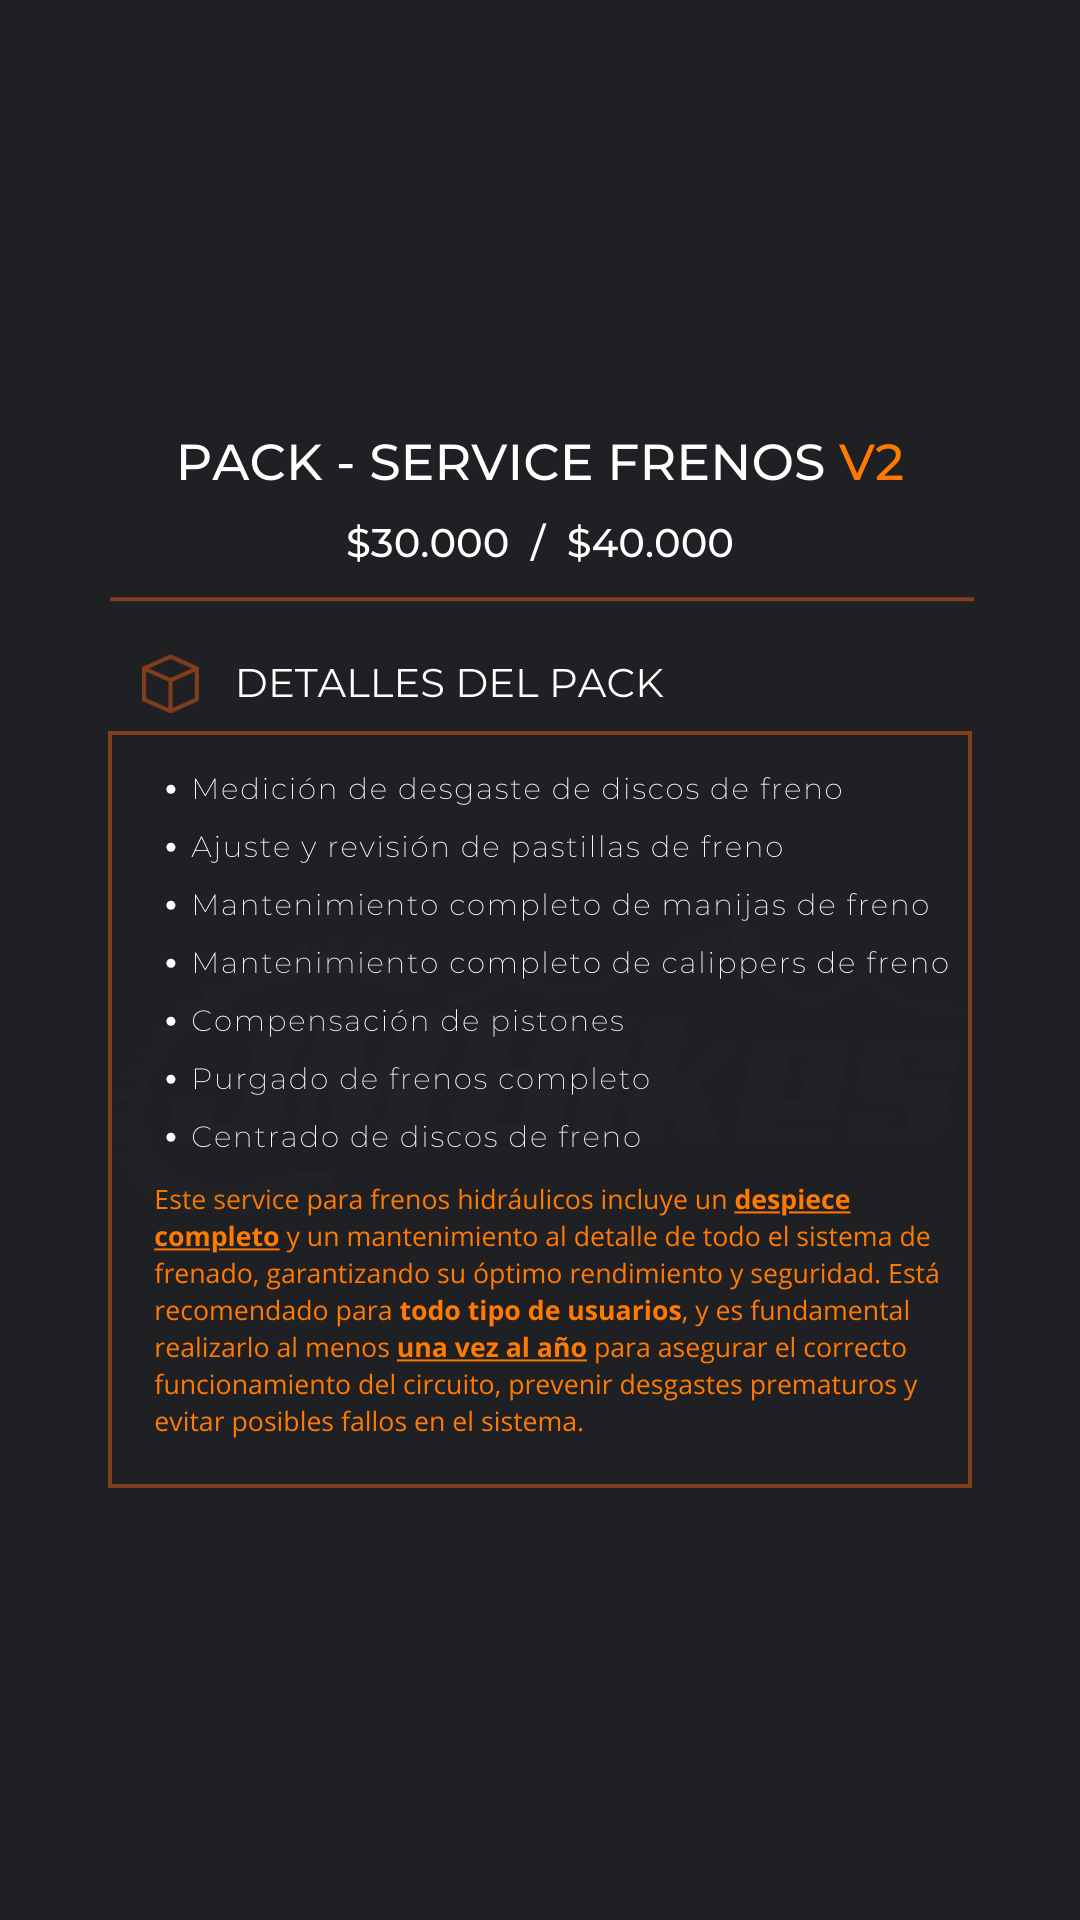 PACK - SERVICE FRENOS V2
$30.000 / $40.000
DETALLES DEL PACK
• Medición de desgaste de discos de freno
• Ajuste y revisión de pastillas de freno
• Mantenimiento completo de manijas de freno
• Mantenimiento completo de calippers de freno
• Compensación de pistones
• Purgado de frenos completo
• Centrado de discos de freno
Este service para frenos hidráulicos incluye un despiece
completo y un mantenimiento al detalle de todo el sistema de
frenado, garantizando su óptimo rendimiento y seguridad. Está
recomendado para todo tipo de usuarios, y es fundamental
realizarlo al menos una vez al año para asegurar el correcto
funcionamiento del circuito, prevenir desgastes prematuros y
evitar posibles fallos en el sistema.